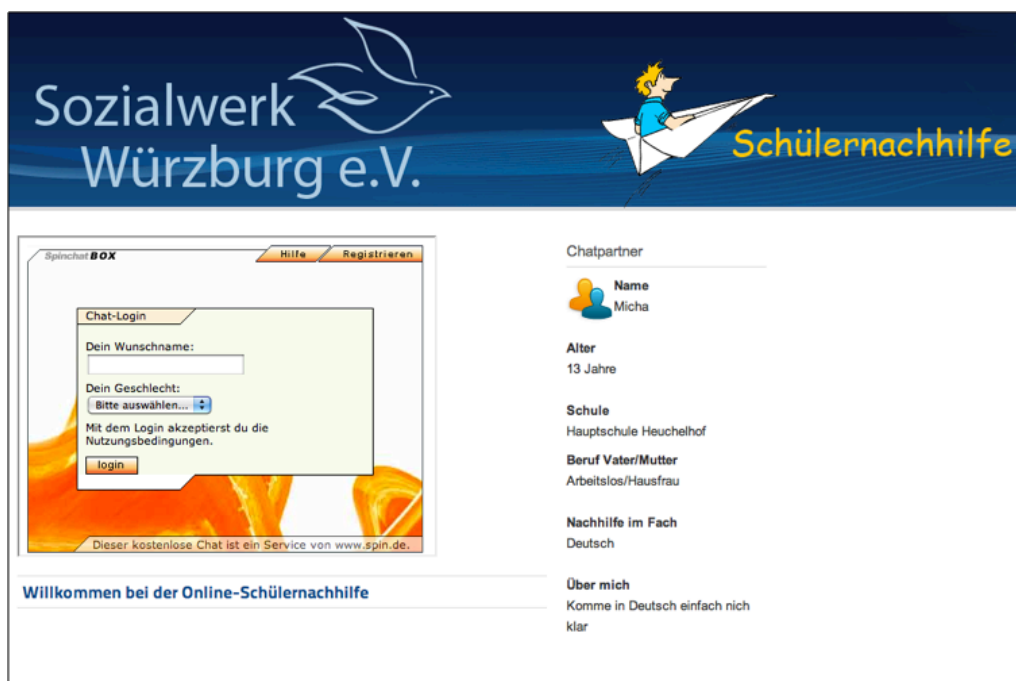 Sozialwerk
Würzburg e.V.
Schülernachhilfe
Spinchat BOX
Hilfe
Registrieren
Chat-Login
Dein Wunschname:
Dein Geschlecht:
Bitte auswählen...
Mit dem Login akzeptierst du die
Nutzungsbedingungen.
login
Dieser kostenlose Chat ist ein Service von www.spin.de.
Willkommen bei der Online-Schülernachhilfe
Chatpartner
Name
Micha
Alter
13 Jahre
Schule
Hauptschule Heuchelhof
Beruf Vater/Mutter
Arbeitslos/Hausfrau
Nachhilfe im Fach
Deutsch
Über mich
Komme in Deutsch einfach nich
klar